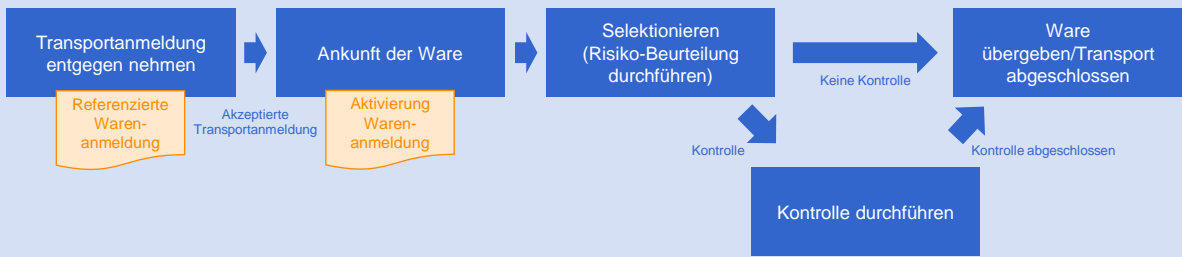 Transportanmeldung
entgegen nehmen
Ankunft der Ware
Selektionieren
(Risiko-Beurteilung
durchführen)
Ware
übergeben/Transport
abgeschlossen
Keine Kontrolle
Referenzierte
Waren-
anmeldung
Akzeptierte
Transportanmeldung
Aktivierung
Waren-
anmeldung
Kontrolle
Kontrolle abgeschlossen
Kontrolle durchführen